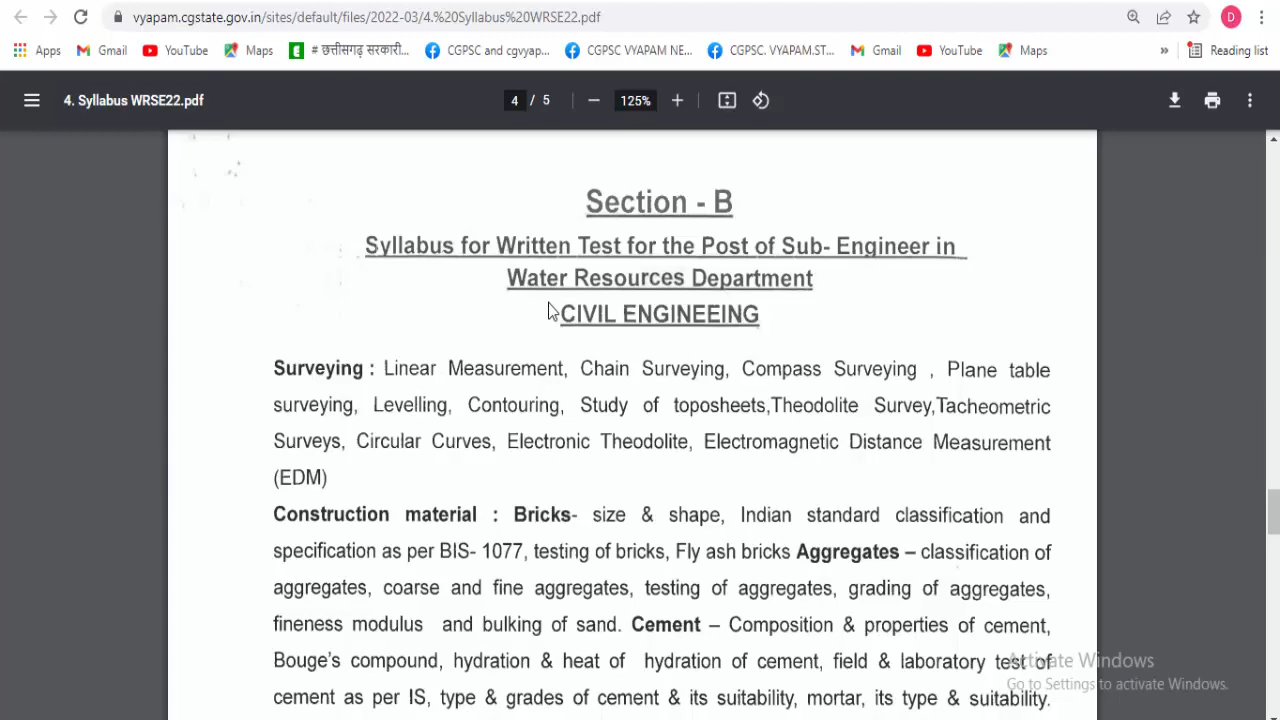 vyapam.cgstate.gov.in/sites/default/files/2022-03/4.%20Syllabus%20WRSE22.pdf
D
Apps
Gmail
YouTube
Maps
# छत्तीसगढ़ सरकारी...
CGPSC and cgvyap...
CGPSC VYAPAM NE...
CGPSC. VYAPAM.ST...
Gmail
YouTube
Maps
»
Reading list
4. Syllabus WRSE22.pdf
4 / 5
125%
Section - B
Syllabus for Written Test for the Post of Sub- Engineer in
Water Resources Department
CIVIL ENGINEEING
Surveying : Linear Measurement, Chain Surveying, Compass Surveying , Plane table
surveying, Levelling, Contouring, Study of toposheets,Theodolite Survey,Tacheometric
Surveys, Circular Curves, Electronic Theodolite, Electromagnetic Distance Measurement
(EDM)
Construction material : Bricks- size & shape, Indian standard classification and
specification as per BIS- 1077, testing of bricks, Fly ash bricks Aggregates – classification of
aggregates, coarse and fine aggregates, testing of aggregates, grading of aggregates,
fineness modulus and bulking of sand. Cement – Composition & properties of cement,
Bouge's compound, hydration & heat of hydration of cement, field & laboratory test of
cement as per IS, type & grades of cement & its suitability, mortar, its type & suitability.
Activate Windows
Go to Settings to activate Windows.